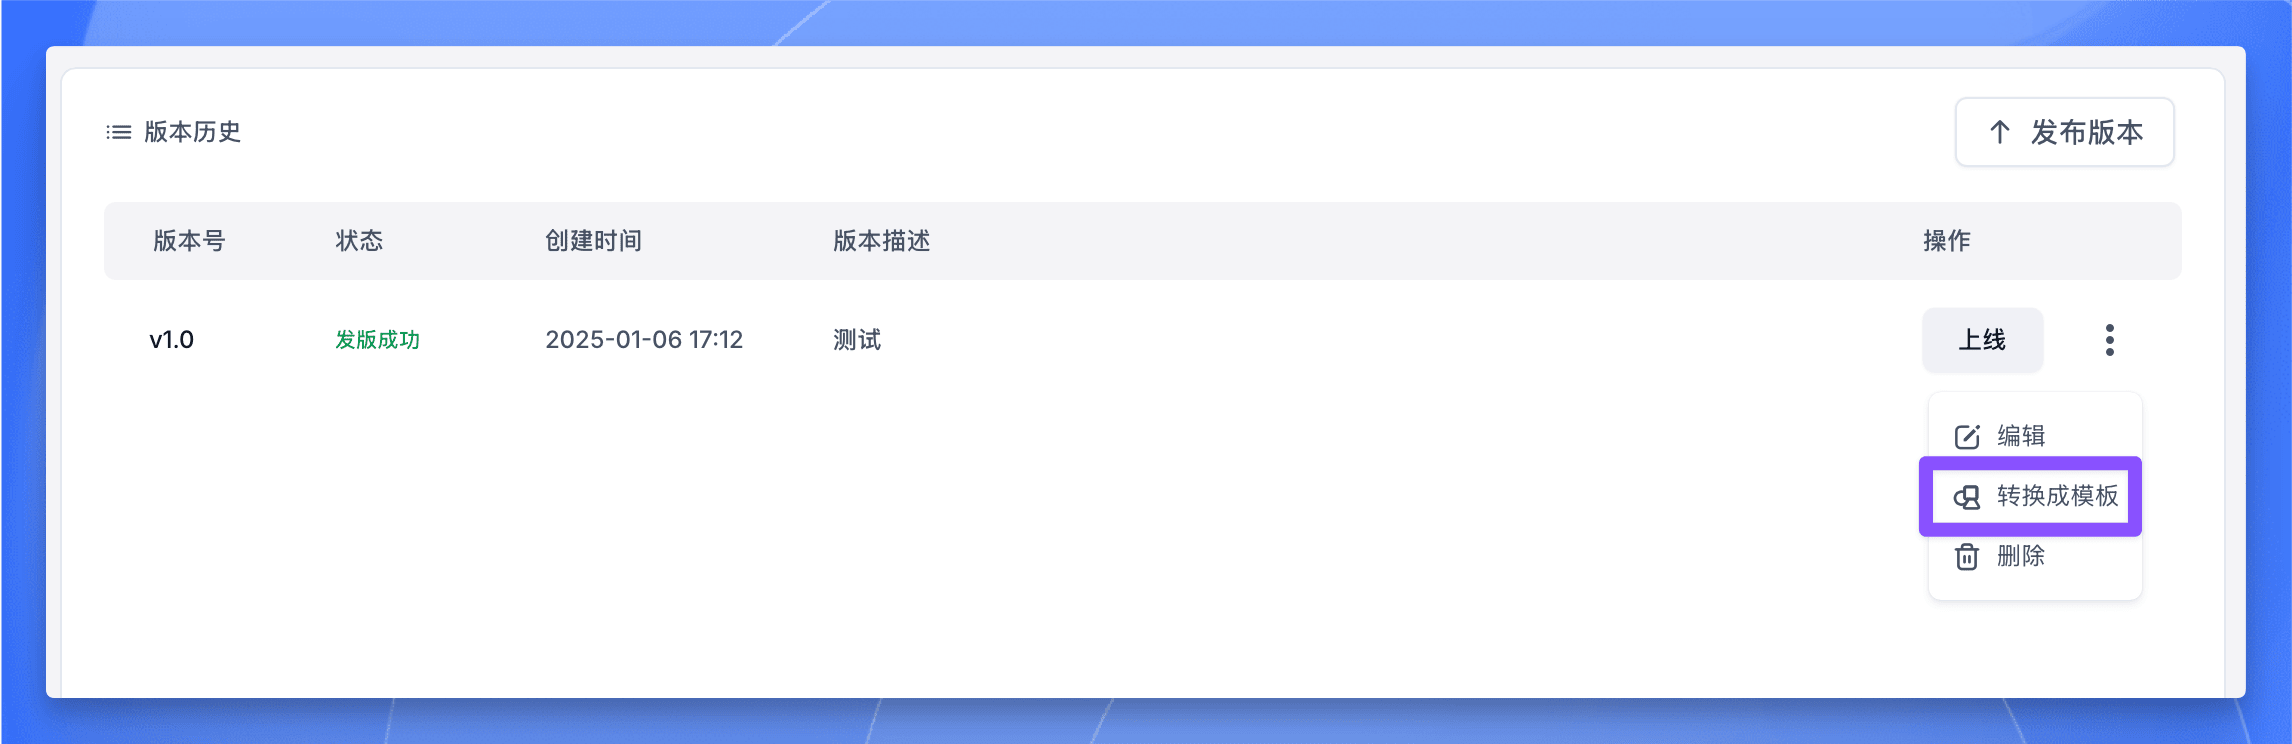 版本历史
发布版本
版本号 状态 创建时间 版本描述 操作
v1.0 发版成功 2025-01-06 17:12 测试 上线
编辑
转换成模板
删除